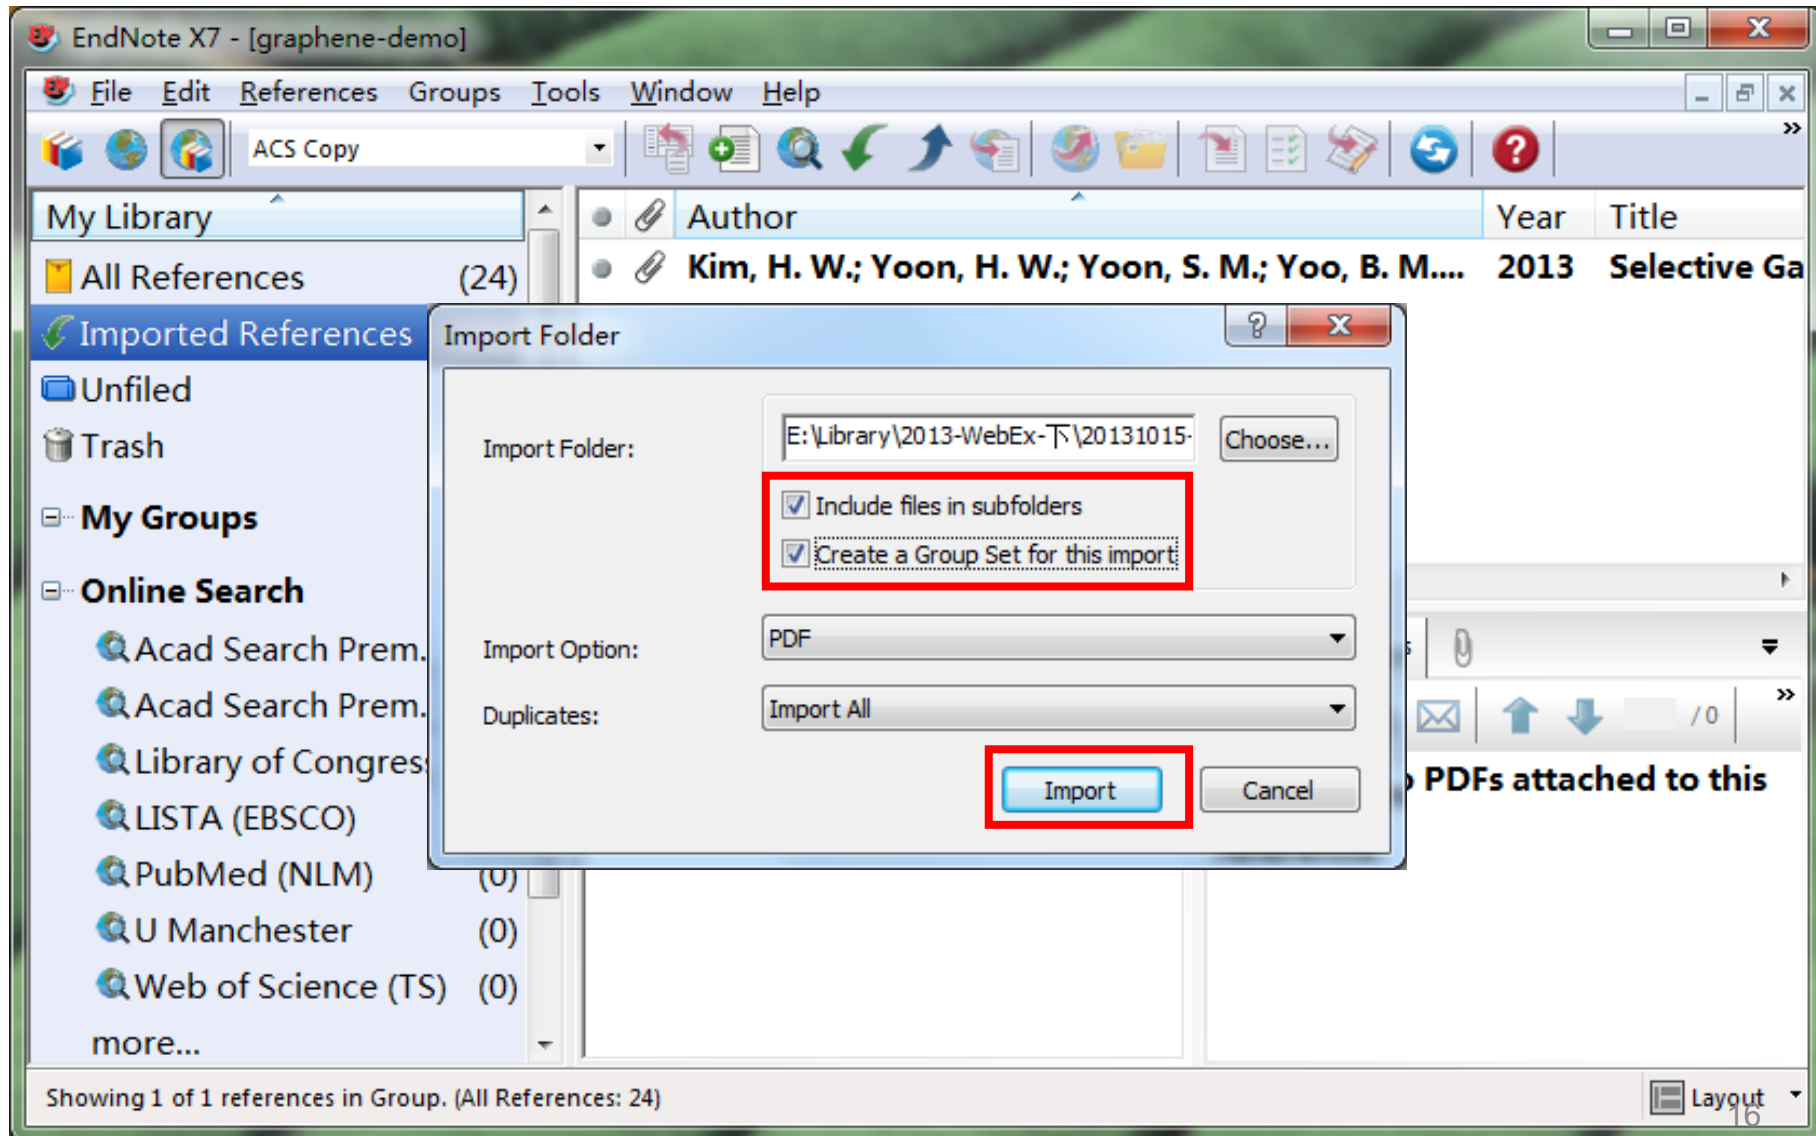 EndNote X7 - [graphene-demo]
File Edit References Groups Tools Window Help
ACS Copy
My Library
Author Year Title
All References (24)
Kim, H. W.; Yoon, H. W.; Yoon, S. M.; Yoo, B. M.... 2013 Selective Ga
Imported References
Unfiled
Trash
My Groups
Online Search
Acad Search Prem.
Acad Search Prem.
Library of Congres
LISTA (EBSCO)
PubMed (NLM) (0)
U Manchester (0)
Web of Science (TS) (0)
more...
Import Folder
Import Folder: E:\Library\2013-WebEx-下\20131015- Choose...
Include files in subfolders
Create a Group Set for this import
Import Option: PDF
Duplicates: Import All
Import Cancel
/ 0
PDFs attached to this
Showing 1 of 1 references in Group. (All References: 24)
Layout
16